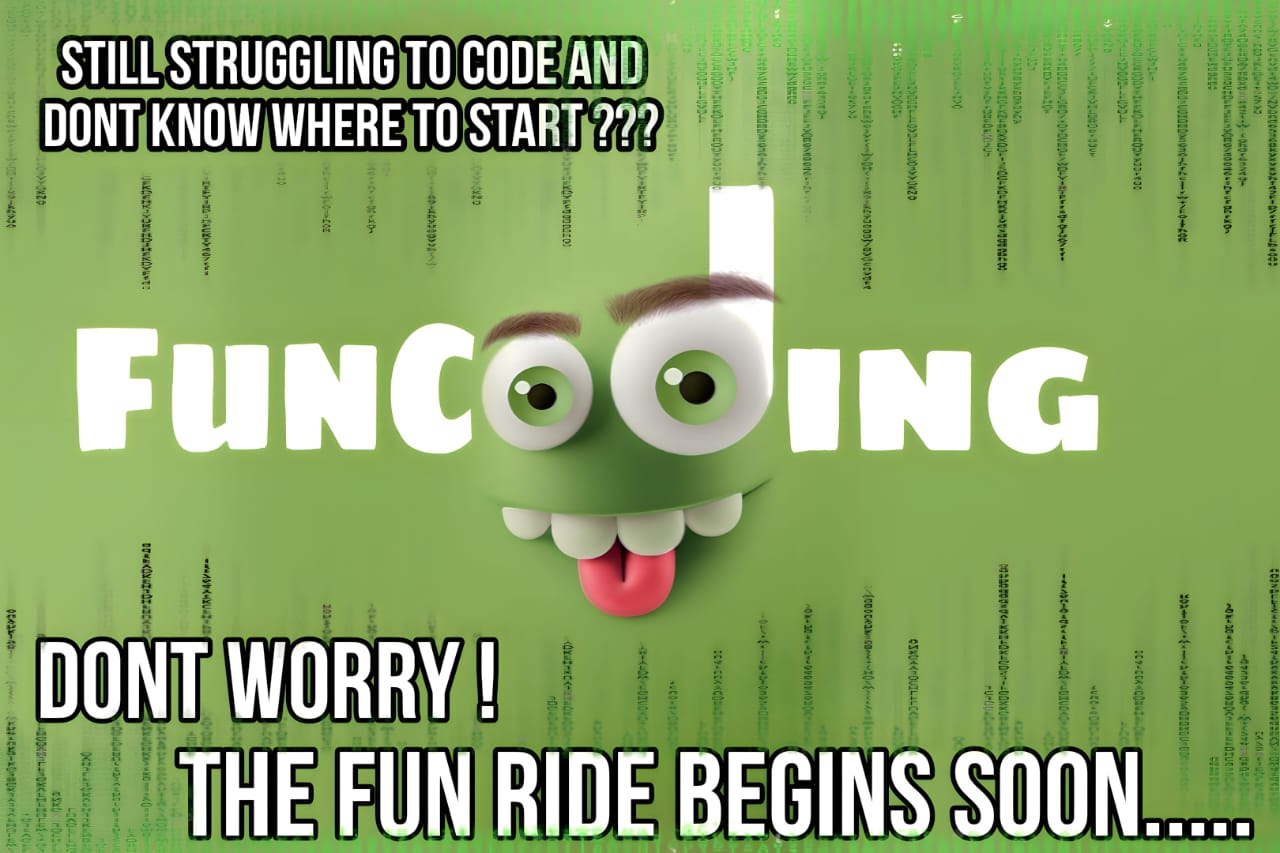 STILL STRUGGLING TO CODE AND
DONT KNOW WHERE TO START ???
FUNCODING
DONT WORRY !
THE FUN RIDE BEGINS SOON.....